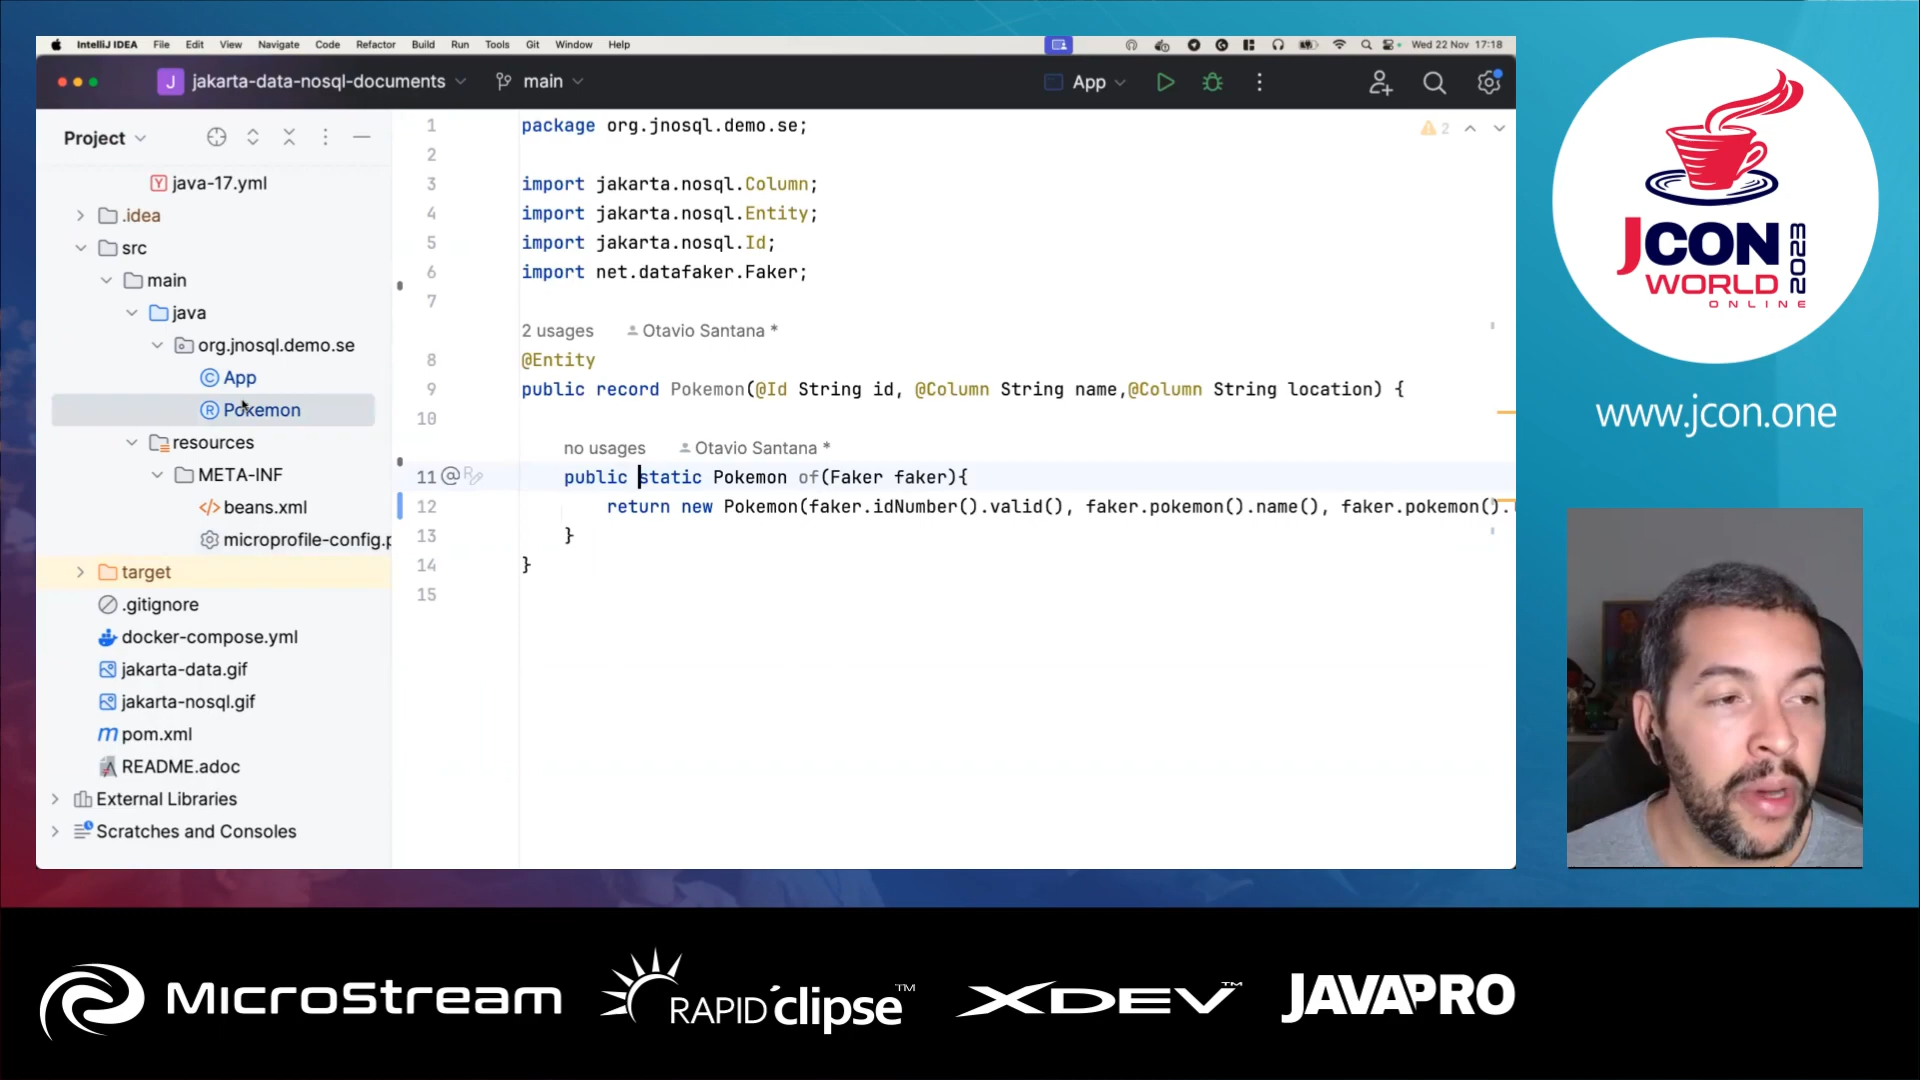 IntelliJ IDEA File Edit View Navigate Code Refactor Build Run Tools Git Window Help
Wed 22 Nov 17:18
J jakarta-data-nosql-documents main
App
Project
java-17.yml
.idea
src
main
java
org.jnosql.demo.se
App
Pokemon
resources
META-INF
beans.xml
microprofile-config.p
target
.gitignore
docker-compose.yml
jakarta-data.gif
jakarta-nosql.gif
pom.xml
README.adoc
External Libraries
Scratches and Consoles
2
1 package org.jnosql.demo.se;
2
3 import jakarta.nosql.Column;
4 import jakarta.nosql.Entity;
5 import jakarta.nosql.Id;
6 import net.datafaker.Faker;
7
2 usages Otavio Santana *
8 @Entity
9 public record Pokemon(@Id String id, @Column String name,@Column String location) {
10
no usages Otavio Santana *
11 public static Pokemon of(Faker faker){
12 return new Pokemon(faker.idNumber().valid(), faker.pokemon().name(), faker.pokemon().
13 }
14 }
15
JCON
WORLD
ONLINE
2023
www.jcon.one
MICROSTREAM
RAPID'clipse™
XDEV™
JAVAPRO